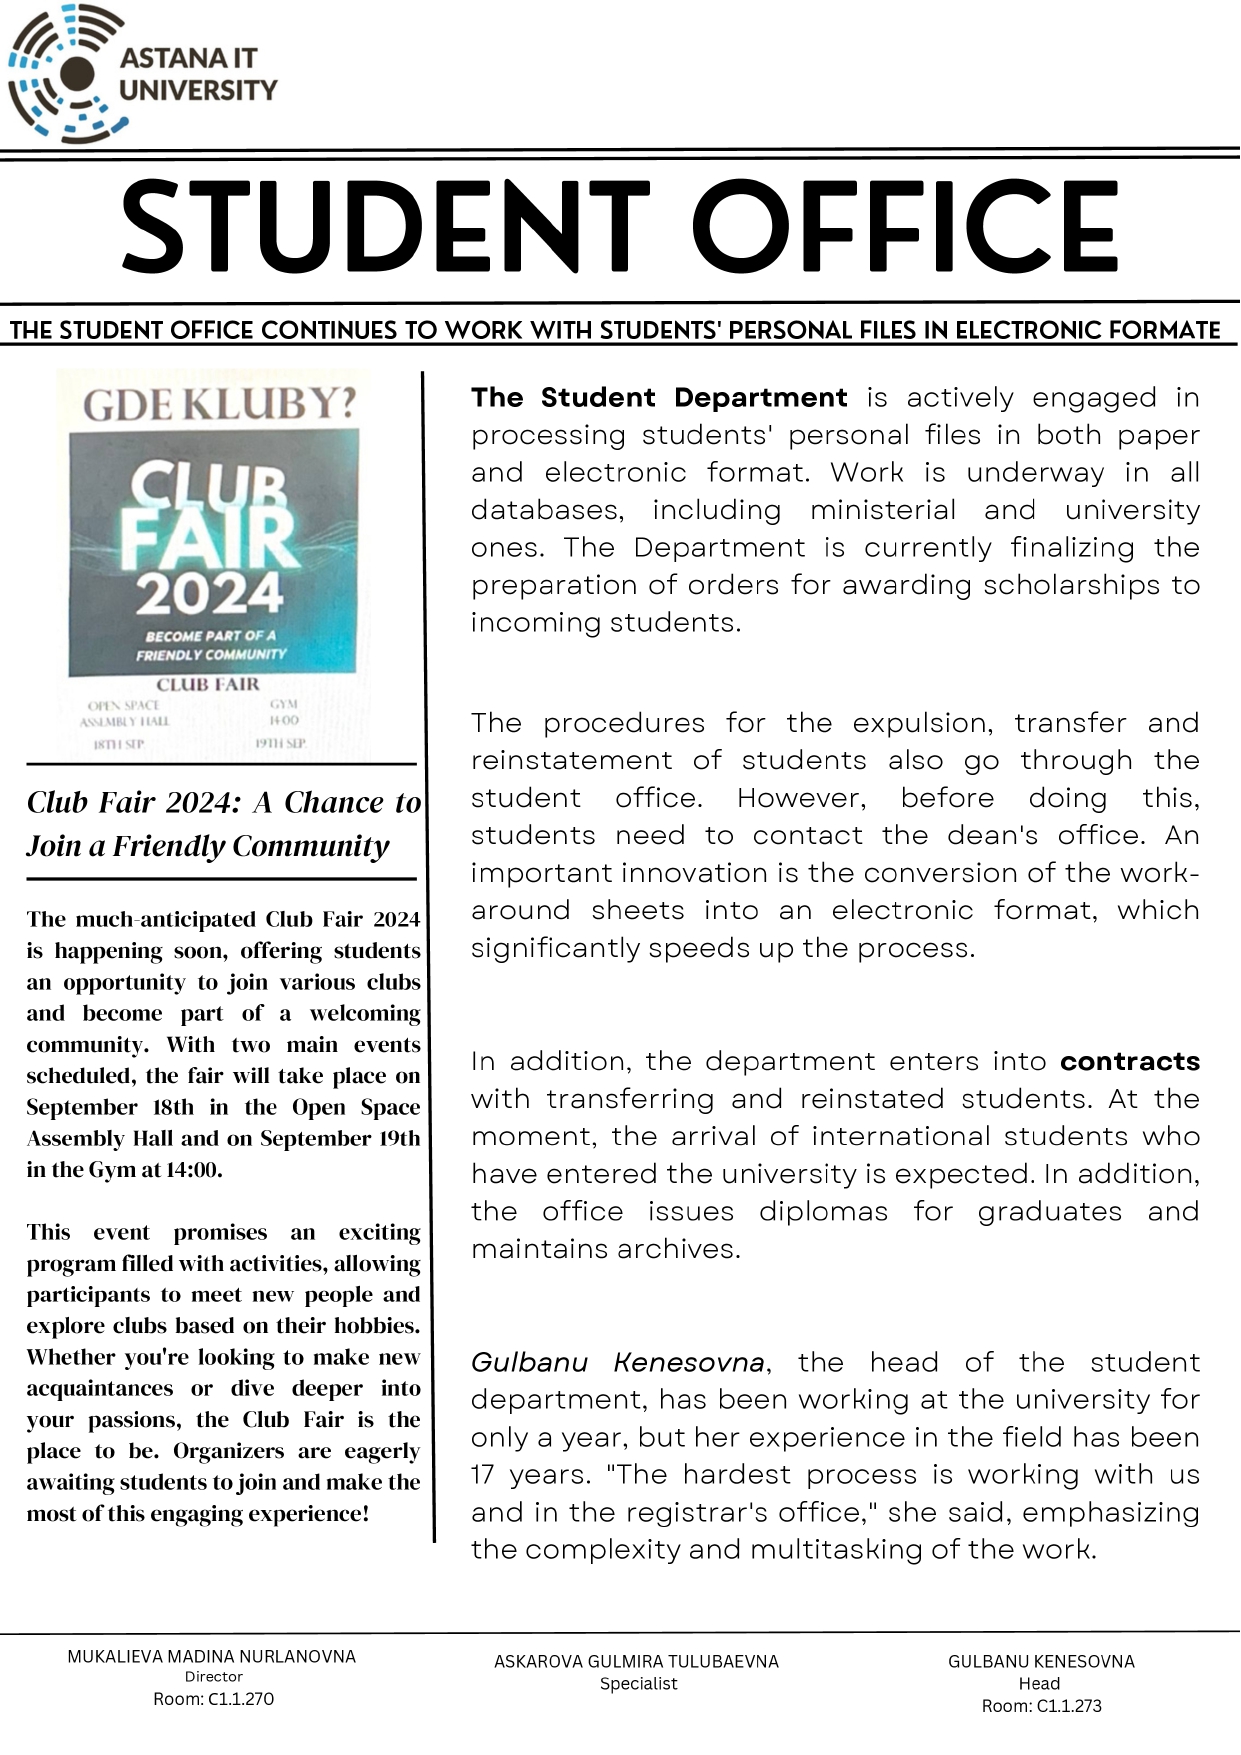 ASTANA IT
UNIVERSITY
STUDENT OFFICE
THE STUDENT OFFICE CONTINUES TO WORK WITH STUDENTS' PERSONAL FILES IN ELECTRONIC FORMATE
GDE KLUBY?
CLUB
FAIR
2024
BECOME PART OF A
FRIENDLY COMMUNITY
CLUB FAIR
OPEN SPACE
ASSEMBLY HALL
18TH SEP
GYM
14:00
19TH SEP.
Club Fair 2024: A Chance to
Join a Friendly Community
The much-anticipated Club Fair 2024
is happening soon, offering students
an opportunity to join various clubs
and become part of a welcoming
community. With two main events
scheduled, the fair will take place on
September 18th in the Open Space
Assembly Hall and on September 19th
in the Gym at 14:00.
This event promises an exciting
program filled with activities, allowing
participants to meet new people and
explore clubs based on their hobbies.
Whether you're looking to make new
acquaintances or dive deeper into
your passions, the Club Fair is the
place to be. Organizers are eagerly
awaiting students to join and make the
most of this engaging experience!
The Student Department is actively engaged in
processing students' personal files in both paper
and electronic format. Work is underway in all
databases, including ministerial and university
ones. The Department is currently finalizing the
preparation of orders for awarding scholarships to
incoming students.
The procedures for the expulsion, transfer and
reinstatement of students also go through the
student office. However, before doing this,
students need to contact the dean's office. An
important innovation is the conversion of the work-
around sheets into an electronic format, which
significantly speeds up the process.
In addition, the department enters into contracts
with transferring and reinstated students. At the
moment, the arrival of international students who
have entered the university is expected. In addition,
the office issues diplomas for graduates and
maintains archives.
Gulbanu Kenesovna, the head of the student
department, has been working at the university for
only a year, but her experience in the field has been
17 years. "The hardest process is working with us
and in the registrar's office," she said, emphasizing
the complexity and multitasking of the work.
MUKALIEVA MADINA NURLANOVNA
Director
Room: C1.1.270
ASKAROVA GULMIRA TULUBAEVNA
Specialist
GULBANU KENESOVNA
Head
Room: C1.1.273